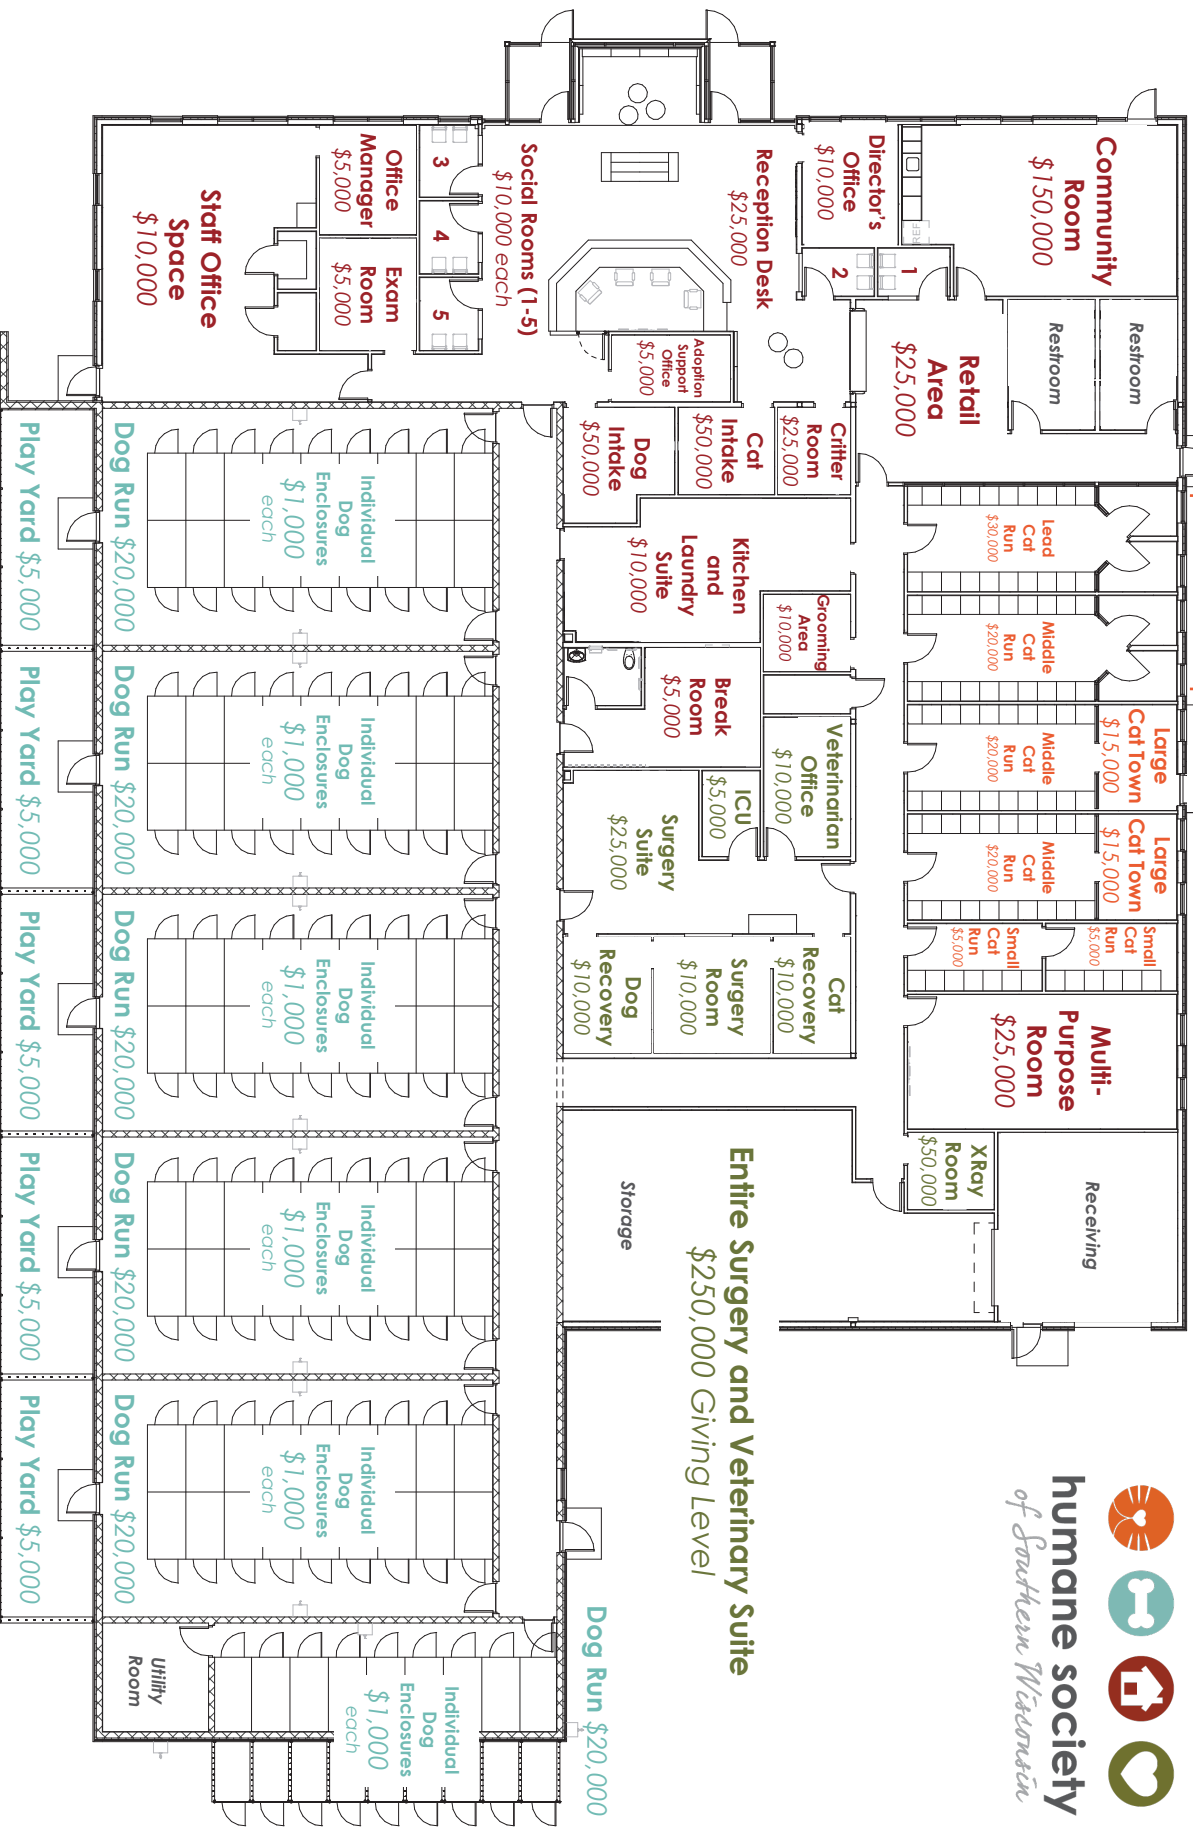 humane society
of Southern Wisconsin
Community
Room
$150,000
Restroom
Restroom
REF
Director's
Office
$10,000
1
2
Retail
Area
$25,000
Reception Desk
$25,000
Social Rooms (1-5)
$10,000 each
3
4
5
Office
Manager
$5,000
Exam
Room
$5,000
Staff Office
Space
$10,000
Adoption
Support
Office
$5,000
Critter
Room
$25,000
Cat
Intake
$50,000
Dog
Intake
$50,000
Lead
Cat
Run
$30,000
Middle
Cat
Run
$20,000
Middle
Cat
Run
$20,000
Middle
Cat
Run
$20,000
Large
Cat Town
$15,000
Large
Cat Town
$15,000
Small
Cat
Run
$5,000
Small
Cat
Run
$5,000
Kitchen
and
Laundry
Suite
$10,000
Grooming
Area
$10,000
Break
Room
$5,000
Veterinarian
Office
$10,000
ICU
$5,000
Surgery
Suite
$25,000
Cat
Recovery
$10,000
Surgery
Room
$10,000
Dog
Recovery
$10,000
Multi-
Purpose
Room
$25,000
XRay
Room
$50,000
Receiving
Storage
Entire Surgery and Veterinary Suite
$250,000 Giving Level
Individual
Dog
Enclosures
$1,000
each
Dog Run $20,000
Play Yard $5,000
Individual
Dog
Enclosures
$1,000
each
Dog Run $20,000
Play Yard $5,000
Individual
Dog
Enclosures
$1,000
each
Dog Run $20,000
Play Yard $5,000
Individual
Dog
Enclosures
$1,000
each
Dog Run $20,000
Play Yard $5,000
Individual
Dog
Enclosures
$1,000
each
Dog Run $20,000
Play Yard $5,000
Dog Run $20,000
Individual
Dog
Enclosures
$1,000
each
Utility
Room